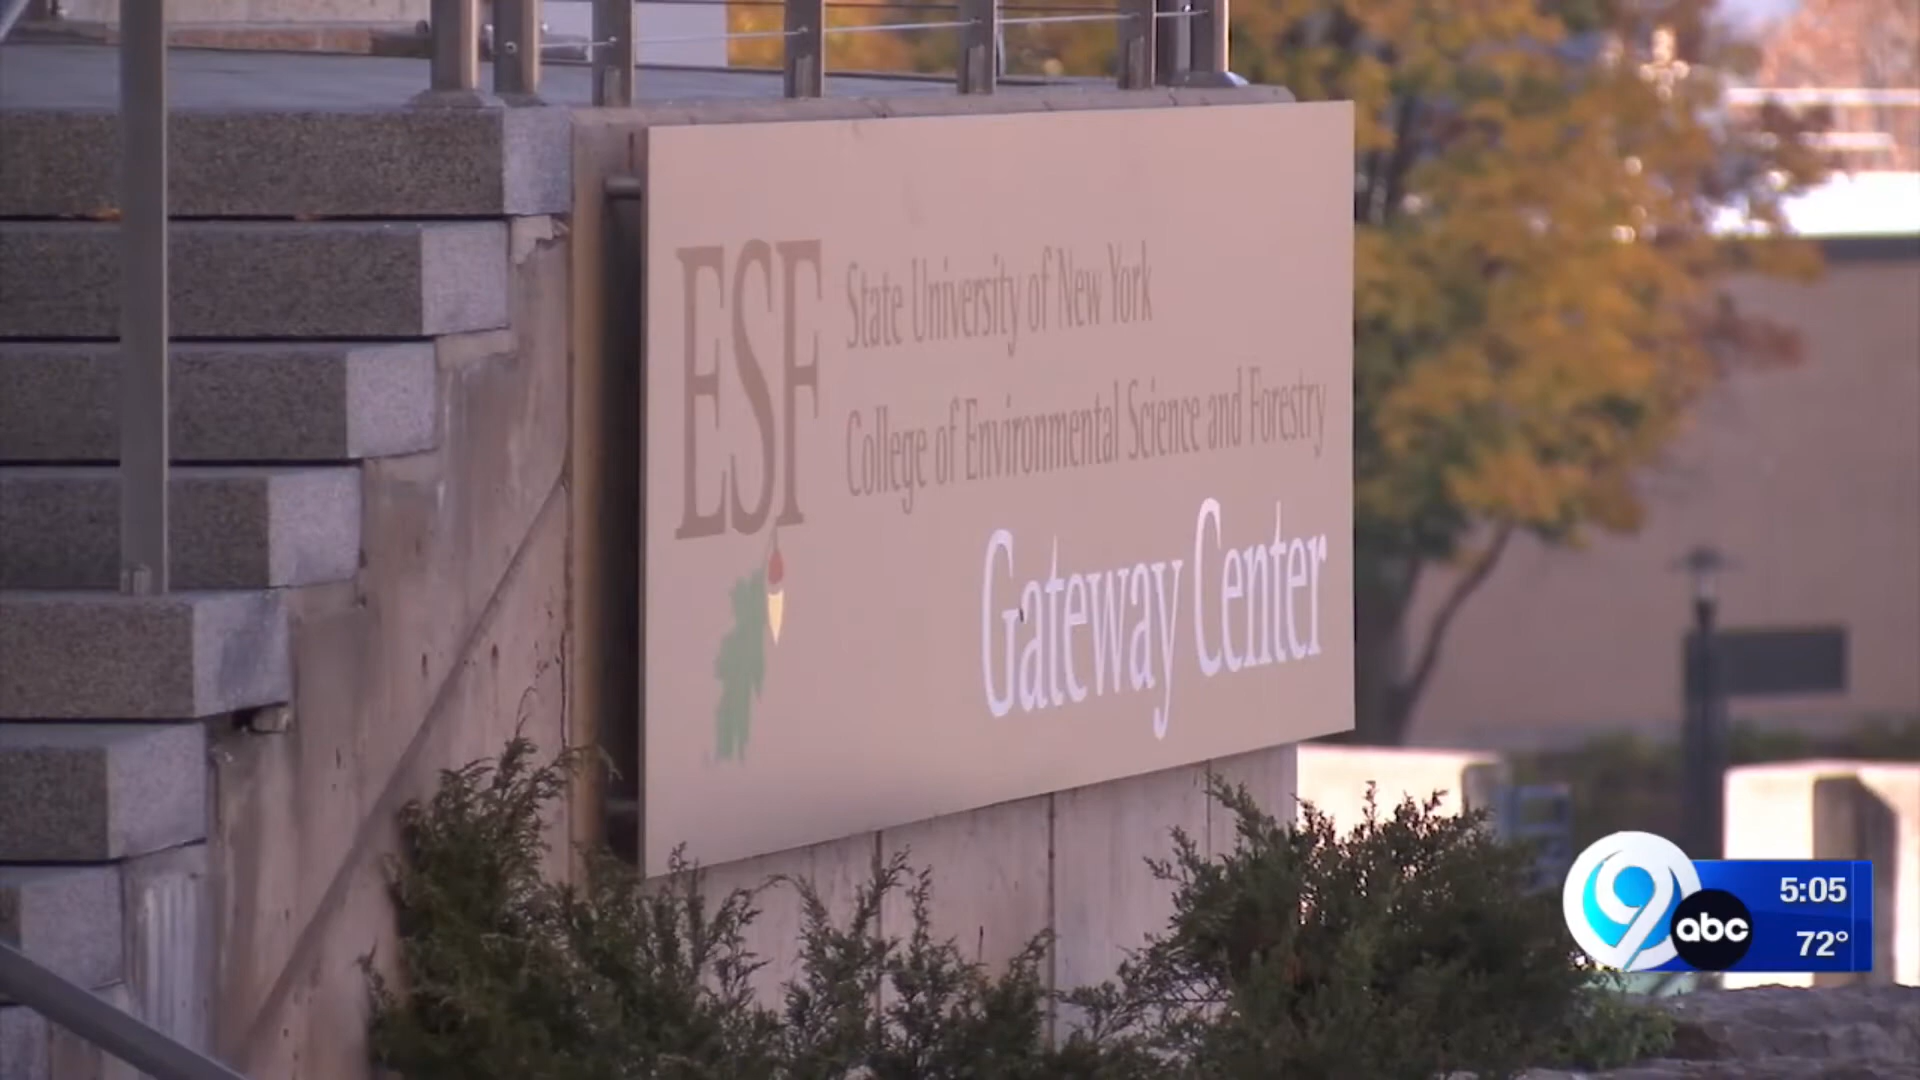 ESF
State University of New York
College of Environmental Science and Forestry
Gateway Center
9
abc
5:05
72°